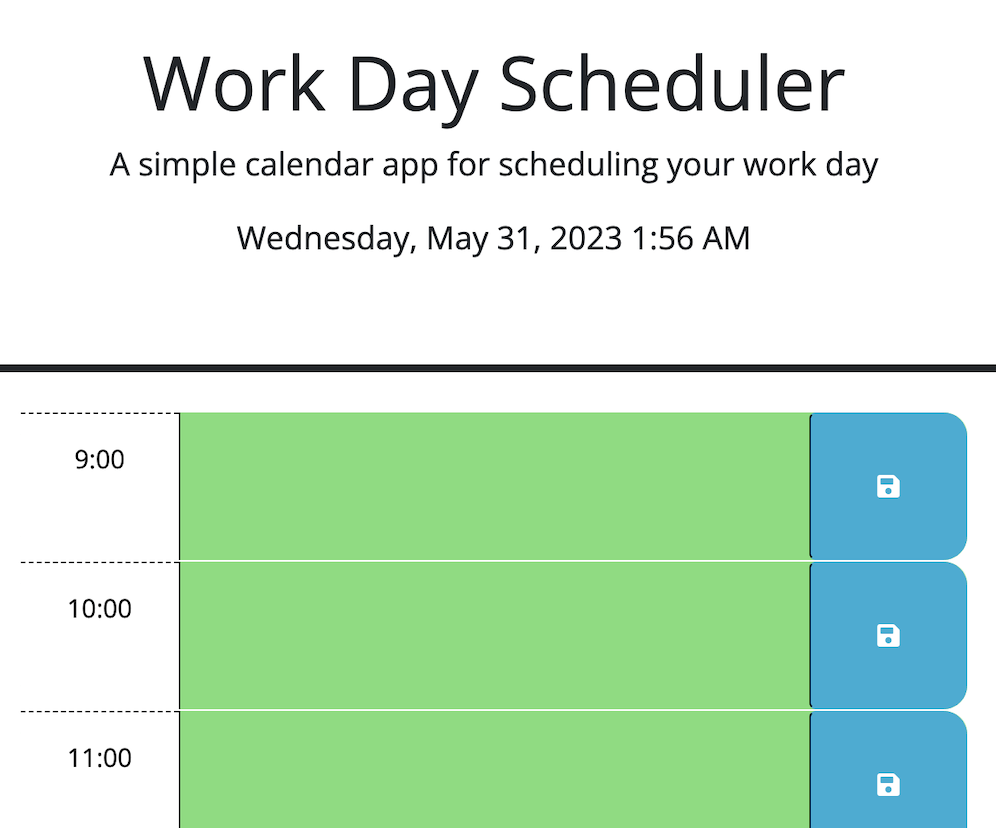 Work Day Scheduler
A simple calendar app for scheduling your work day
Wednesday, May 31, 2023 1:56 AM
9:00
10:00
11:00